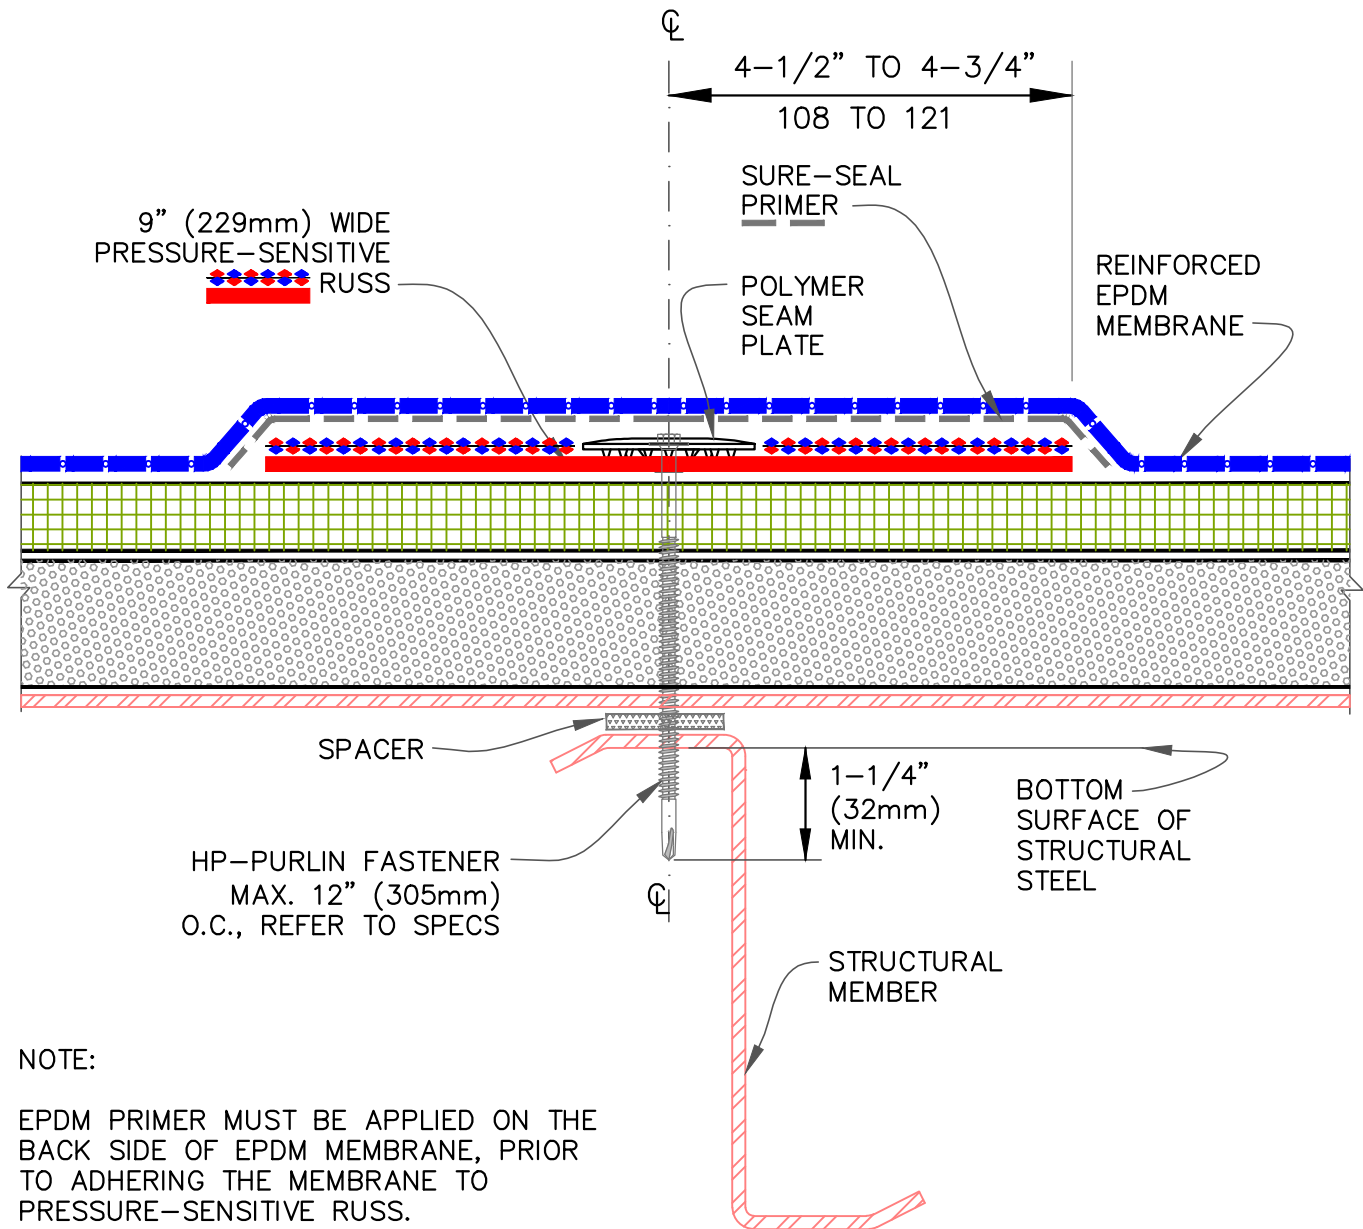 ℄
4-1/2" TO 4-3/4"
108 TO 121
SURE-SEAL
PRIMER
9" (229mm) WIDE
PRESSURE-SENSITIVE
RUSS
POLYMER
SEAM
PLATE
REINFORCED
EPDM
MEMBRANE
SPACER
1-1/4"
(32mm)
MIN.
BOTTOM
SURFACE OF
STRUCTURAL
STEEL
HP-PURLIN FASTENER
MAX. 12" (305mm)
O.C., REFER TO SPECS
℄
STRUCTURAL
MEMBER
NOTE:
EPDM PRIMER MUST BE APPLIED ON THE
BACK SIDE OF EPDM MEMBRANE, PRIOR
TO ADHERING THE MEMBRANE TO
PRESSURE-SENSITIVE RUSS.